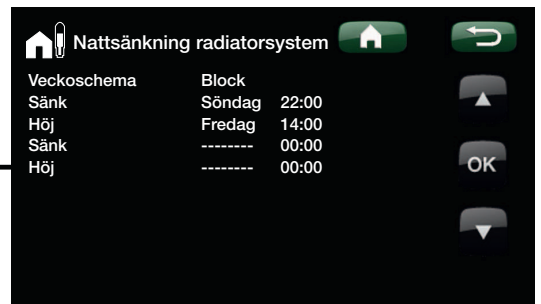 Nattsänkning radiatorsystem
Veckoschema Block
Sänk Söndag 22:00
Höj Fredag 14:00
Sänk -------- 00:00
Höj -------- 00:00
OK